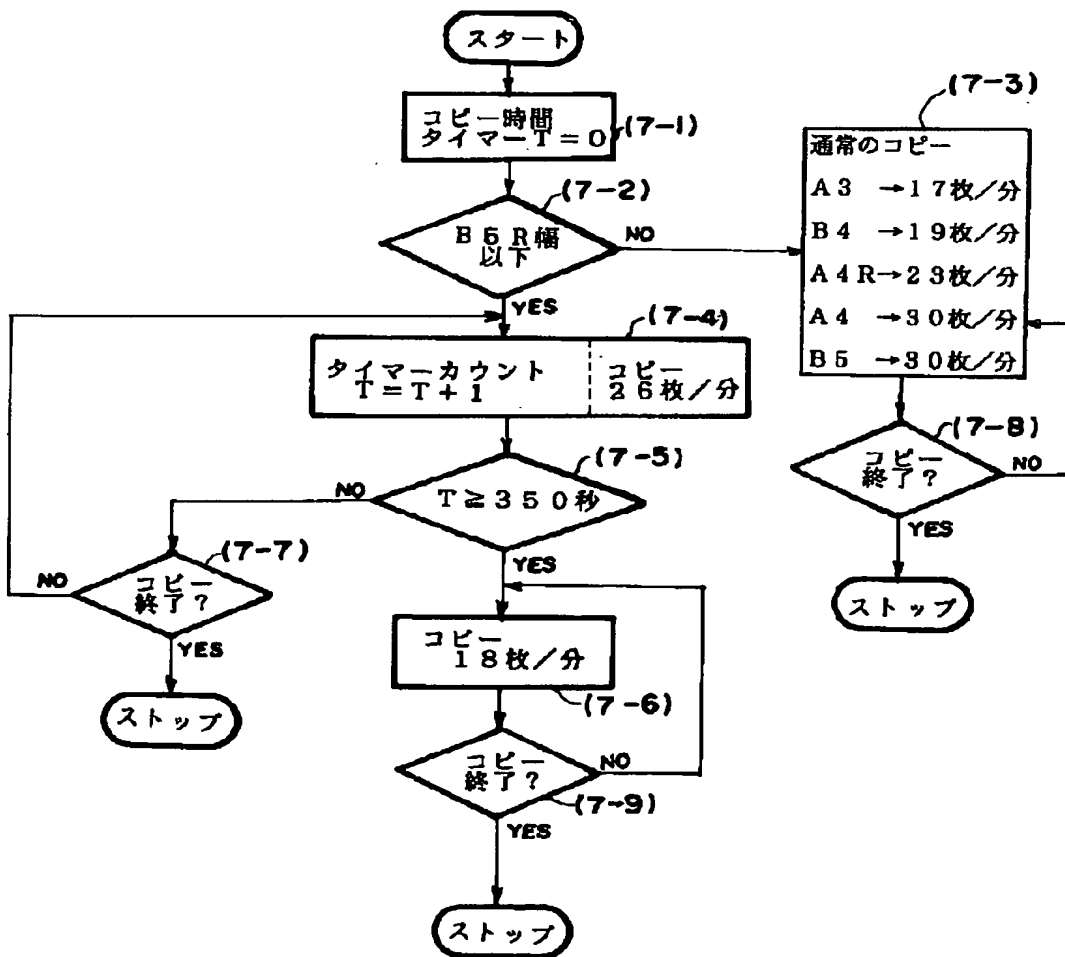 スタート
コピー時間
タイマーT＝0
(7-1)
(7-2)
B5R幅
以下
NO
YES
(7-3)
通常のコピー
A3 →17枚／分
B4 →19枚／分
A4R→23枚／分
A4 →30枚／分
B5 →30枚／分
(7-8)
コピー
終了？
NO
YES
ストップ
(7-4)
タイマーカウント
T＝T＋1
コピー
26枚／分
(7-5)
T≧350秒
NO
YES
(7-7)
コピー
終了？
NO
YES
ストップ
コピー
18枚／分
(7-6)
コピー
終了？
NO
(7-9)
YES
ストップ